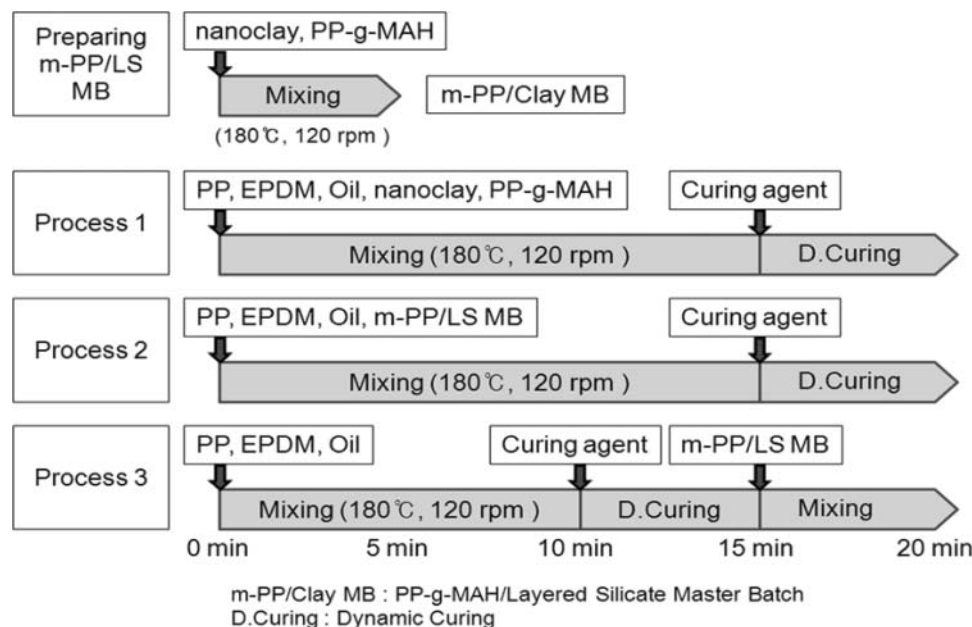 Preparing
m-PP/LS
MB
nanoclay, PP-g-MAH
Mixing
m-PP/Clay MB
(180℃, 120 rpm )
Process 1
PP, EPDM, Oil, nanoclay, PP-g-MAH
Curing agent
Mixing (180℃, 120 rpm )
D.Curing
Process 2
PP, EPDM, Oil, m-PP/LS MB
Curing agent
Mixing (180℃, 120 rpm )
D.Curing
Process 3
PP, EPDM, Oil
Curing agent
m-PP/LS MB
Mixing (180℃, 120 rpm )
D.Curing
Mixing
0 min
5 min
10 min
15 min
20 min
m-PP/Clay MB : PP-g-MAH/Layered Silicate Master Batch
D.Curing : Dynamic Curing